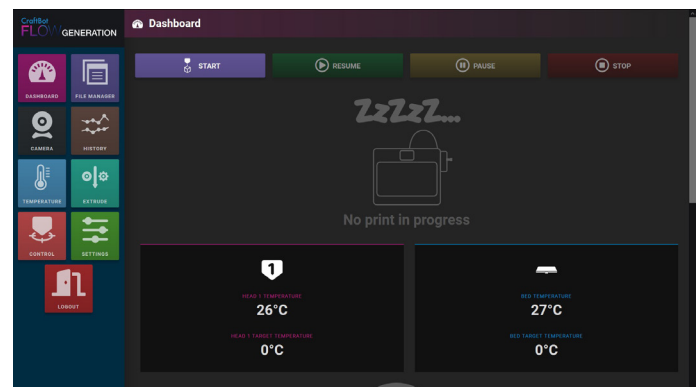 CraftBot
FLOW GENERATION
Dashboard
DASHBOARD
FILE MANAGER
CAMERA
HISTORY
TEMPERATURE
EXTRUDE
CONTROL
SETTINGS
LOGOUT
START
RESUME
PAUSE
STOP
ZzZzZ...
No print in progress
1
HEAD 1 TEMPERATURE
26°C
HEAD 1 TARGET TEMPERATURE
0°C
BED TEMPERATURE
27°C
BED TARGET TEMPERATURE
0°C